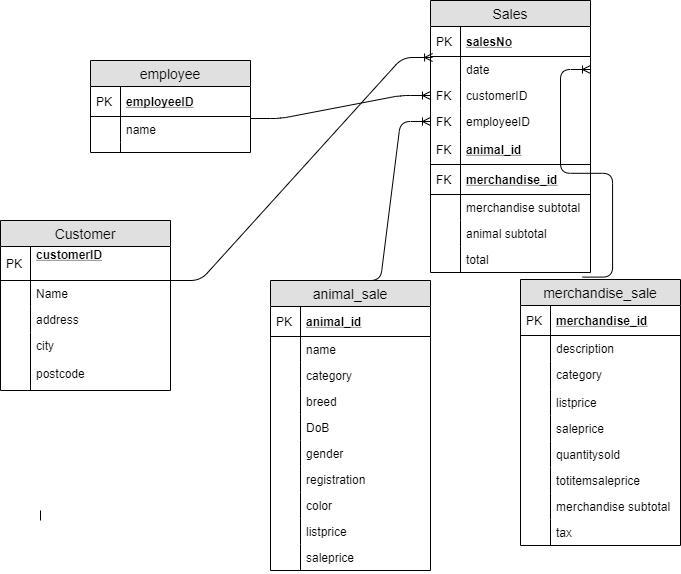 Sales
PK salesNo
date
FK customerID
FK employeeID
FK animal_id
FK merchandise_id
merchandise subtotal
animal subtotal
total
employee
PK employeeID
name
Customer
PK customerID
Name
address
city
postcode
animal_sale
PK animal_id
name
category
breed
DoB
gender
registration
color
listprice
saleprice
merchandise_sale
PK merchandise_id
description
category
listprice
saleprice
quantitysold
totitemsaleprice
merchandise subtotal
tax